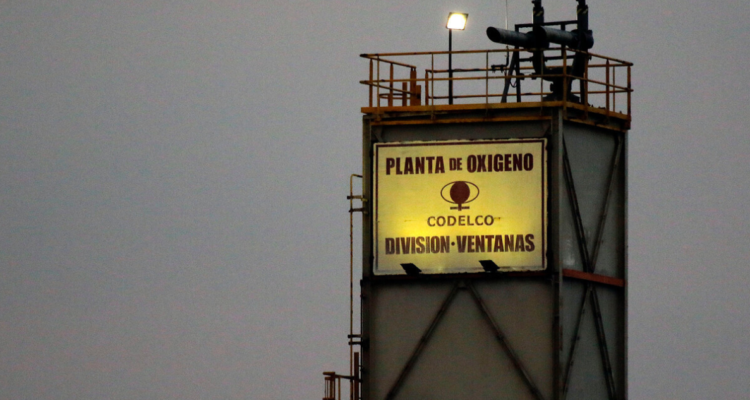 PLANTA DE OXIGENO
CODELCO
DIVISION·VENTANAS